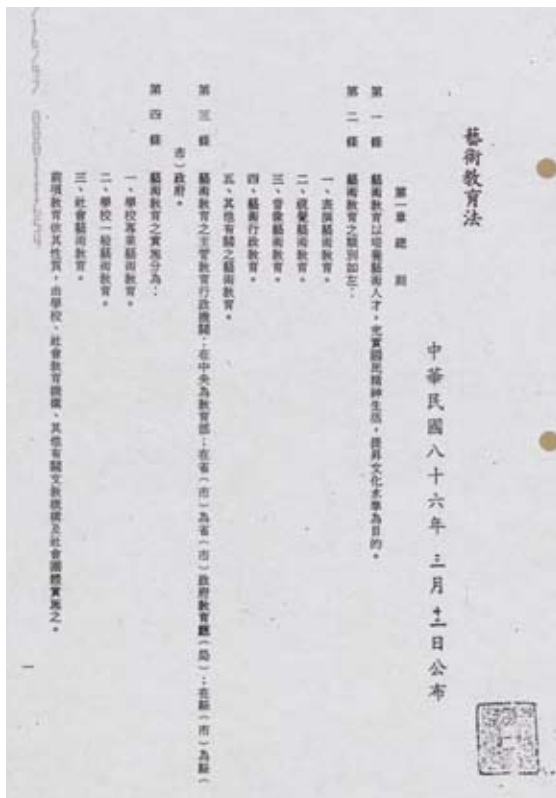 藝術教育法
中華民國八十六年三月十二日公布
第一章 總則
第一條 藝術教育以培養藝術人才，充實國民精神生活，提昇文化水準為目的。
第二條 藝術教育之類別如左：
一、表演藝術教育。
二、視覺藝術教育。
三、音像藝術教育。
四、藝術行政教育。
五、其他有關之藝術教育。
第三條 藝術教育之主管教育行政機關：在中央為教育部；在省（市）為省（市）政府教育廳（局）；在縣（市）為縣（
市）政府。
第四條 藝術教育之實施分為：
一、學校專業藝術教育。
二、學校一般藝術教育。
三、社會藝術教育。
前項教育依其性質，由學校、社會教育機構、其他有關文教機構及社會團體實施之。
一